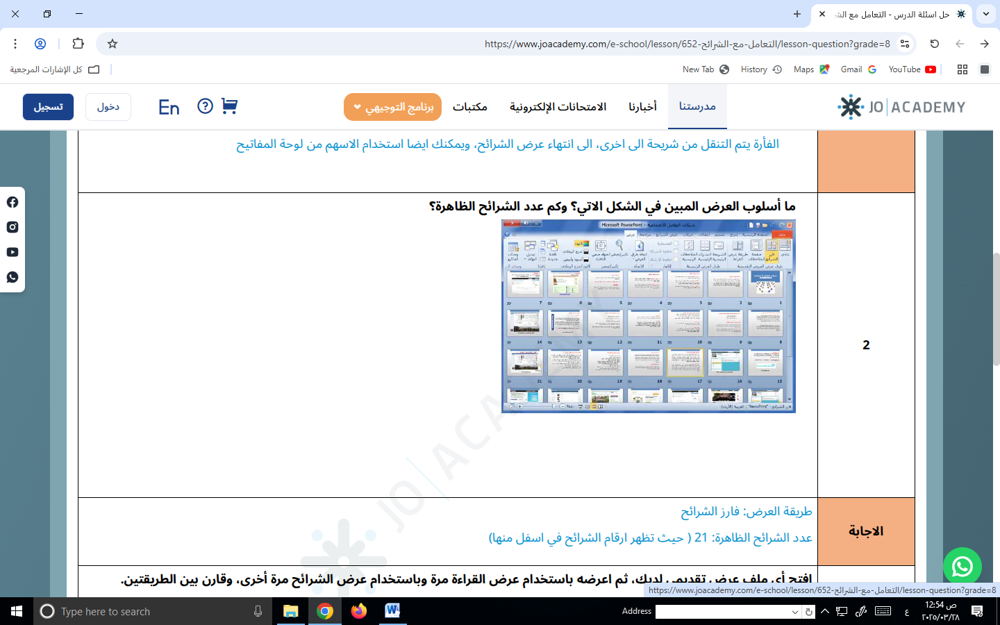 حل اسئلة الدرس - التعامل مع الش
https://www.joacademy.com/e-school/lesson/652-التعامل-مع-الشرائح/lesson-question?grade=8
كل الإشارات المرجعية
New Tab
History
Maps
Gmail
YouTube
JO ACADEMY
مدرستنا
أخبارنا
الامتحانات الإلكترونية
مكتبات
برنامج التوجيهي
En
دخول
تسجيل
الفأرة يتم التنقل من شريحة الى اخرى، الى انتهاء عرض الشرائح، ويمكنك ايضا استخدام الاسهم من لوحة المفاتيح
2
ما أسلوب العرض المبين في الشكل الاتي؟ وكم عدد الشرائح الظاهرة؟
شبكات التواصل الاجتماعية - Microsoft PowerPoint
1 2 3 4 5 6 7
8 9 10 11 12 13 14
15 16 17 18 19 20 21
JO ACADEMY
الاجابة
طريقة العرض: فارز الشرائح
عدد الشرائح الظاهرة: 21 ( حيث تظهر ارقام الشرائح في اسفل منها)
افتح أي ملف عرض تقديمي لديك، ثم اعرضه باستخدام عرض القراءة مرة وباستخدام عرض الشرائح مرة أخرى، وقارن بين الطريقتين.
https://www.joacademy.com/e-school/lesson/652-التعامل-مع-الشرائح/lesson-question?grade=8
Type here to search
Address
ع
12:54 ص
٢٠٢٥/٠٣/٢٨